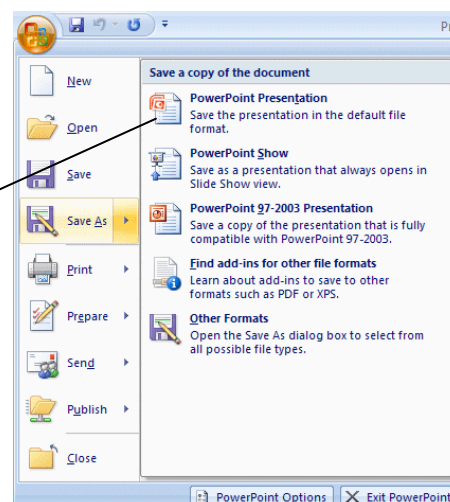 Pr
New
Open
Save
Save As
Print
Prepare
Send
Publish
Close
Save a copy of the document
PowerPoint Presentation
Save the presentation in the default file
format.
PowerPoint Show
Save as a presentation that always opens in
Slide Show view.
PowerPoint 97-2003 Presentation
Save a copy of the presentation that is fully
compatible with PowerPoint 97-2003.
Find add-ins for other file formats
Learn about add-ins to save to other
formats such as PDF or XPS.
Other Formats
Open the Save As dialog box to select from
all possible file types.
PowerPoint Options
Exit PowerPoint